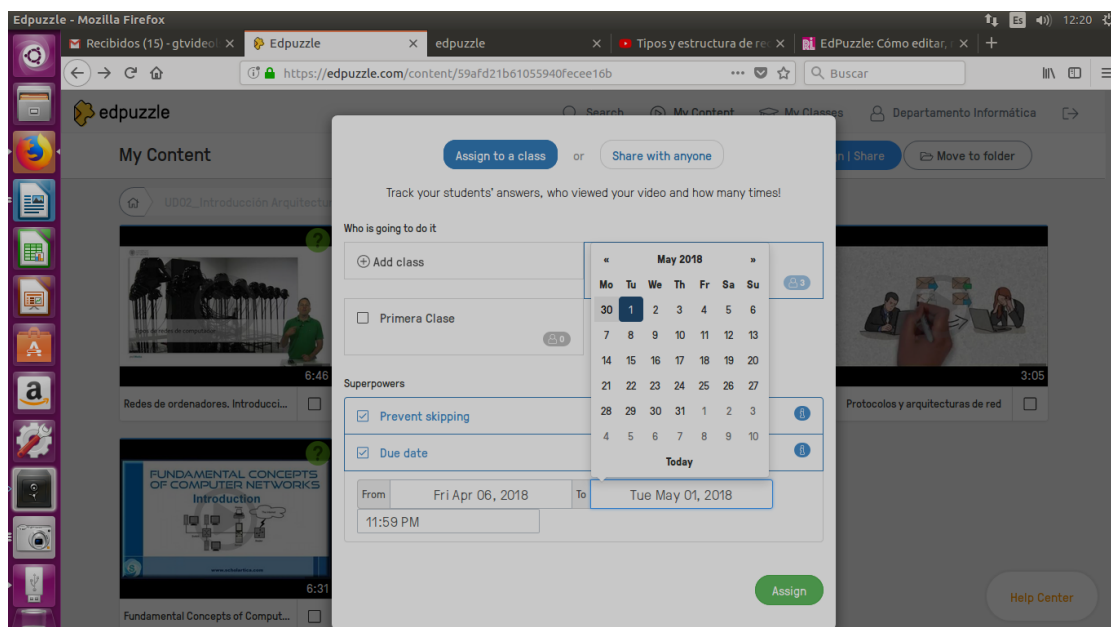 Edpuzzle - Mozilla Firefox
Es
12:20
Recibidos (15) - gtvideol
Edpuzzle
edpuzzle
Tipos y estructura de rec
EdPuzzle: Cómo editar,
https://edpuzzle.com/content/59afd21b61055940fecee16b
Buscar
edpuzzle
Search
My Content
My Classes
Departamento Informática
My Content
Assign to a class
or
Share with anyone
| Share
Move to folder
Track your students' answers, who viewed your video and how many times!
UD02_Introducción Arquitectur
Who is going to do it
Add class
« May 2018 »
Mo Tu We Th Fr Sa Su
30 1 2 3 4 5 6
7 8 9 10 11 12 13
14 15 16 17 18 19 20
21 22 23 24 25 26 27
28 29 30 31 1 2 3
4 5 6 7 8 9 10
Today
3
Primera Clase
0
6:46
3:05
Redes de ordenadores. Introducci...
Protocolos y arquitecturas de red
Superpowers
Prevent skipping
Due date
From
Fri Apr 06, 2018
To
Tue May 01, 2018
11:59 PM
FUNDAMENTAL CONCEPTS
OF COMPUTER NETWORKS
Introduction
6:31
Fundamental Concepts of Comput...
Assign
Help Center